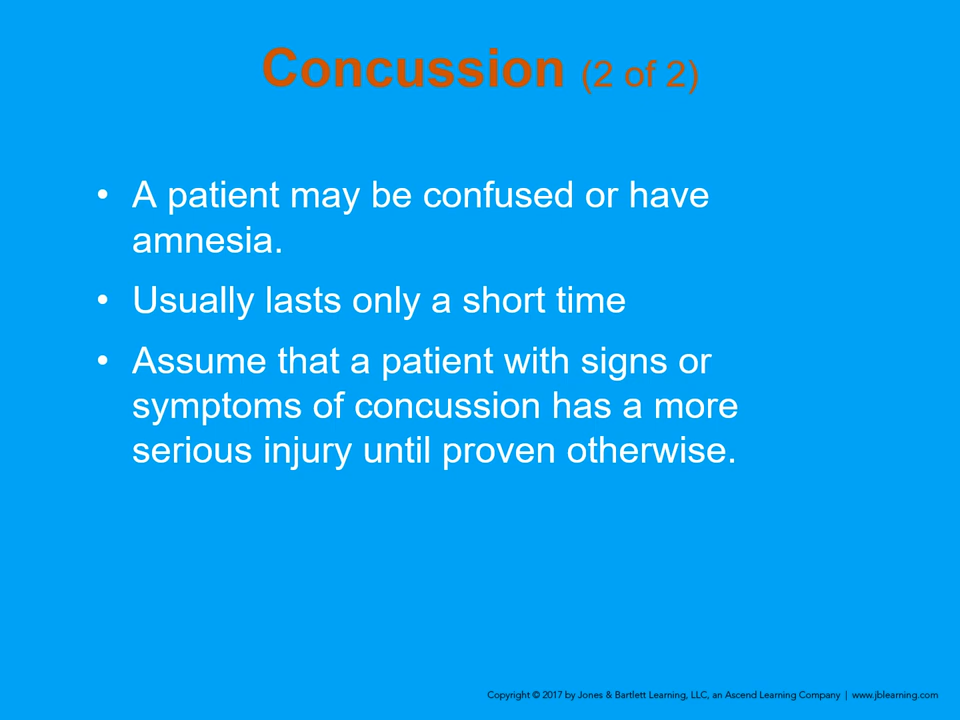 Concussion (2 of 2)
• A patient may be confused or have
amnesia.
• Usually lasts only a short time
• Assume that a patient with signs or
symptoms of concussion has a more
serious injury until proven otherwise.
Copyright © 2017 by Jones & Bartlett Learning, LLC, an Ascend Learning Company | www.jblearning.com